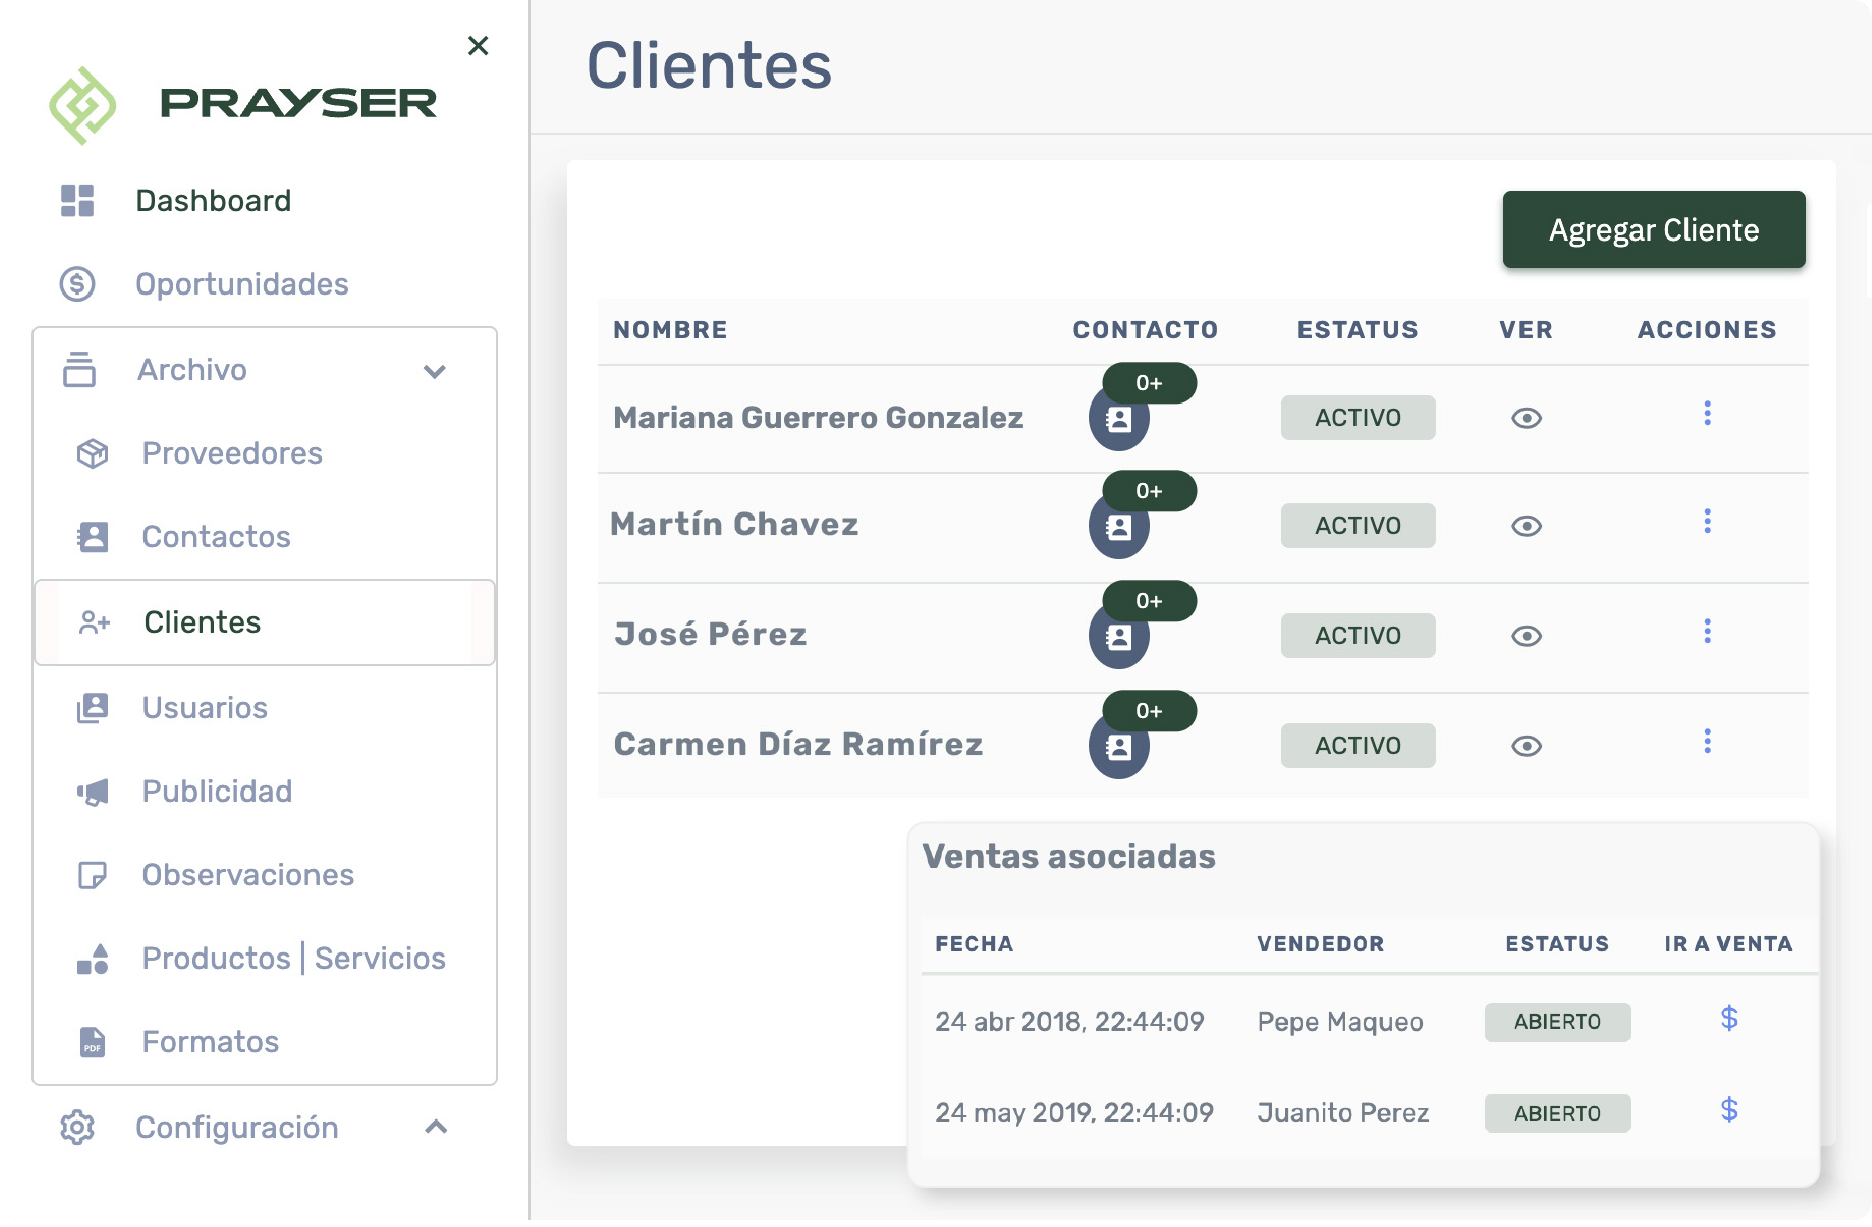 PRAYSER
Dashboard
Oportunidades
Archivo
Proveedores
Contactos
Clientes
Usuarios
Publicidad
Observaciones
Productos | Servicios
PDF
Formatos
Configuración
Clientes
Agregar Cliente
NOMBRE CONTACTO ESTATUS VER ACCIONES
0+
Mariana Guerrero Gonzalez ACTIVO
0+
Martín Chavez ACTIVO
0+
José Pérez ACTIVO
0+
Carmen Díaz Ramírez ACTIVO
Ventas asociadas
FECHA VENDEDOR ESTATUS IR A VENTA
24 abr 2018, 22:44:09 Pepe Maqueo ABIERTO $
24 may 2019, 22:44:09 Juanito Perez ABIERTO $